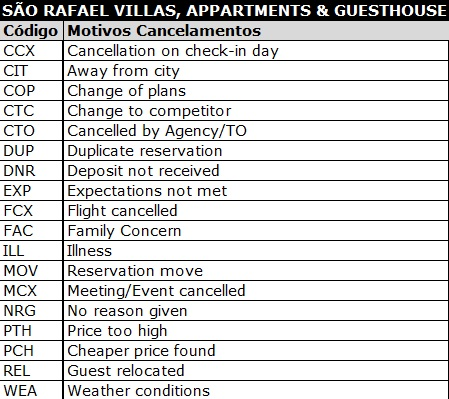 SÃO RAFAEL VILLAS, APPARTMENTS & GUESTHOUSE
Código Motivos Cancelamentos
CCX Cancellation on check-in day
CIT Away from city
COP Change of plans
CTC Change to competitor
CTO Cancelled by Agency/TO
DUP Duplicate reservation
DNR Deposit not received
EXP Expectations not met
FCX Flight cancelled
FAC Family Concern
ILL Illness
MOV Reservation move
MCX Meeting/Event cancelled
NRG No reason given
PTH Price too high
PCH Cheaper price found
REL Guest relocated
WEA Weather conditions